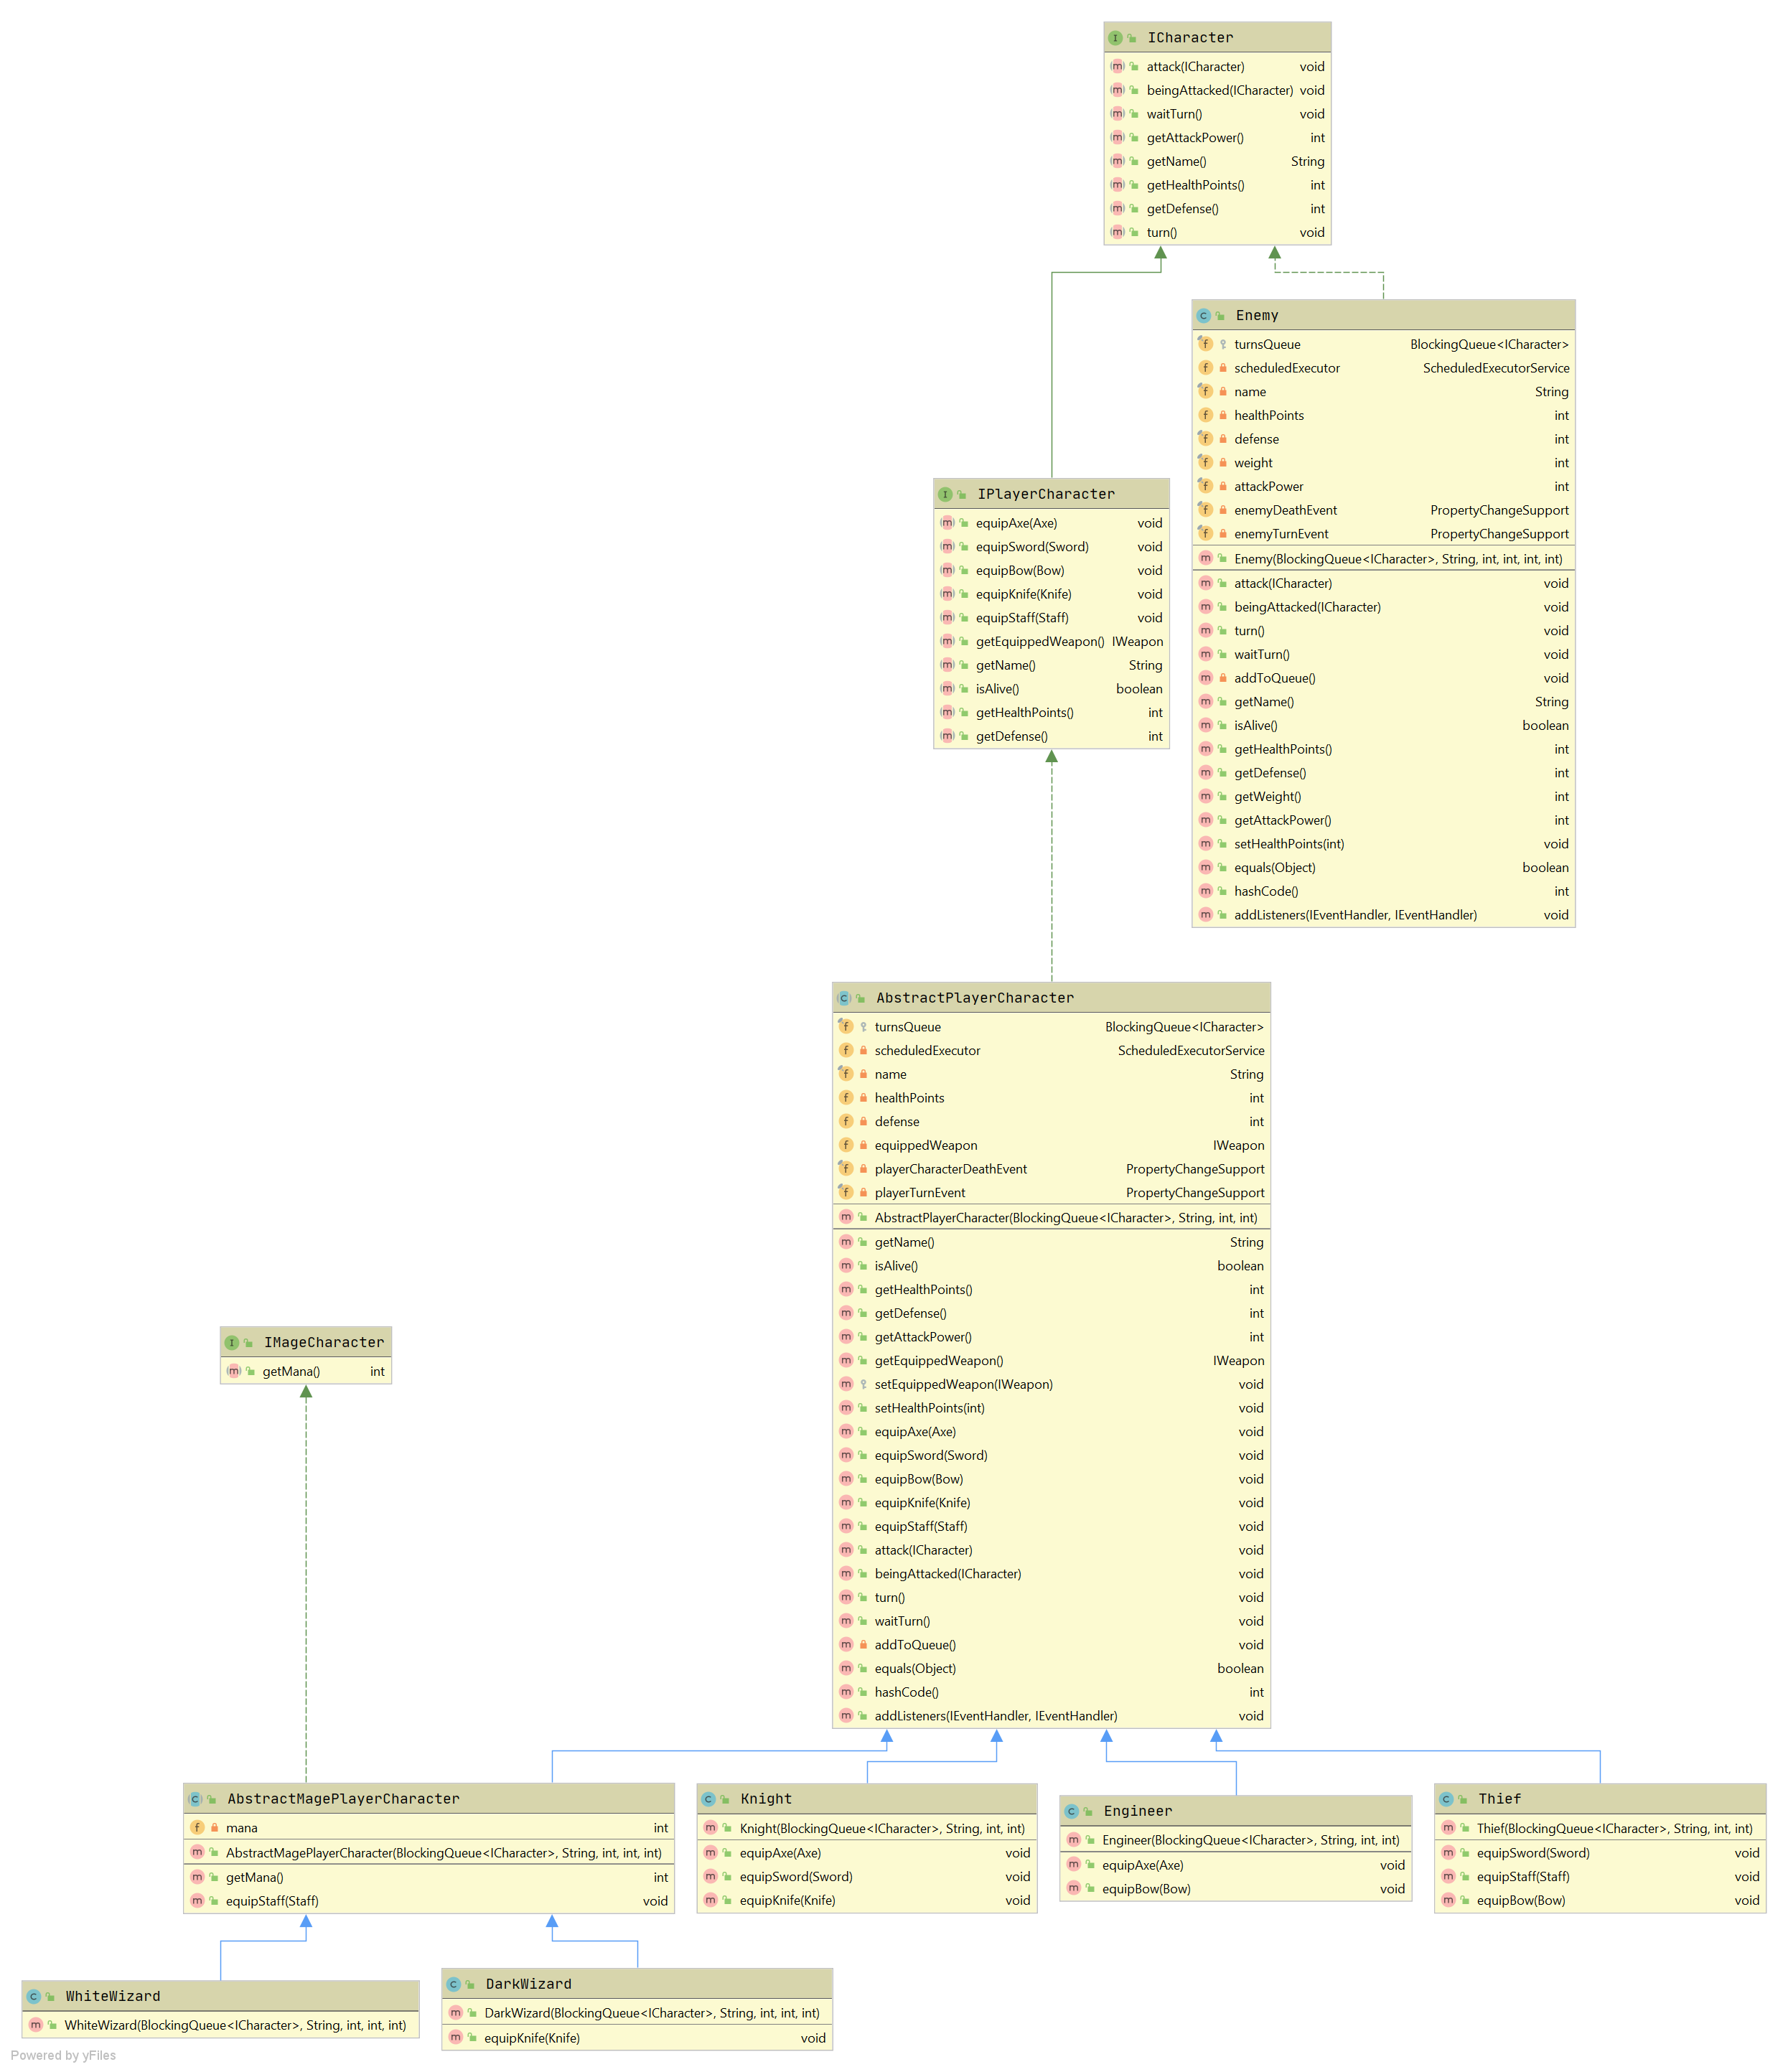 ICharacter
attack(ICharacter) void
beingAttacked(ICharacter) void
waitTurn() void
getAttackPower() int
getName() String
getHealthPoints() int
getDefense() int
turn() void
Enemy
turnsQueue BlockingQueue<ICharacter>
scheduledExecutor ScheduledExecutorService
name String
healthPoints int
defense int
weight int
attackPower int
enemyDeathEvent PropertyChangeSupport
enemyTurnEvent PropertyChangeSupport
Enemy(BlockingQueue<ICharacter>, String, int, int, int, int)
attack(ICharacter) void
beingAttacked(ICharacter) void
turn() void
waitTurn() void
addToQueue() void
getName() String
isAlive() boolean
getHealthPoints() int
getDefense() int
getWeight() int
getAttackPower() int
setHealthPoints(int) void
equals(Object) boolean
hashCode() int
addListeners(IEventHandler, IEventHandler) void
IPlayerCharacter
equipAxe(Axe) void
equipSword(Sword) void
equipBow(Bow) void
equipKnife(Knife) void
equipStaff(Staff) void
getEquippedWeapon() IWeapon
getName() String
isAlive() boolean
getHealthPoints() int
getDefense() int
AbstractPlayerCharacter
turnsQueue BlockingQueue<ICharacter>
scheduledExecutor ScheduledExecutorService
name String
healthPoints int
defense int
equippedWeapon IWeapon
playerCharacterDeathEvent PropertyChangeSupport
playerTurnEvent PropertyChangeSupport
AbstractPlayerCharacter(BlockingQueue<ICharacter>, String, int, int)
getName() String
isAlive() boolean
getHealthPoints() int
getDefense() int
getAttackPower() int
getEquippedWeapon() IWeapon
setEquippedWeapon(IWeapon) void
setHealthPoints(int) void
equipAxe(Axe) void
equipSword(Sword) void
equipBow(Bow) void
equipKnife(Knife) void
equipStaff(Staff) void
attack(ICharacter) void
beingAttacked(ICharacter) void
turn() void
waitTurn() void
addToQueue() void
equals(Object) boolean
hashCode() int
addListeners(IEventHandler, IEventHandler) void
IMageCharacter
getMana() int
AbstractMagePlayerCharacter
mana int
AbstractMagePlayerCharacter(BlockingQueue<ICharacter>, String, int, int, int)
getMana() int
equipStaff(Staff) void
Knight
Knight(BlockingQueue<ICharacter>, String, int, int)
equipAxe(Axe) void
equipSword(Sword) void
equipKnife(Knife) void
Engineer
Engineer(BlockingQueue<ICharacter>, String, int, int)
equipAxe(Axe) void
equipBow(Bow) void
Thief
Thief(BlockingQueue<ICharacter>, String, int, int)
equipSword(Sword) void
equipStaff(Staff) void
equipBow(Bow) void
WhiteWizard
WhiteWizard(BlockingQueue<ICharacter>, String, int, int, int)
DarkWizard
DarkWizard(BlockingQueue<ICharacter>, String, int, int, int)
equipKnife(Knife) void
Powered by yFiles